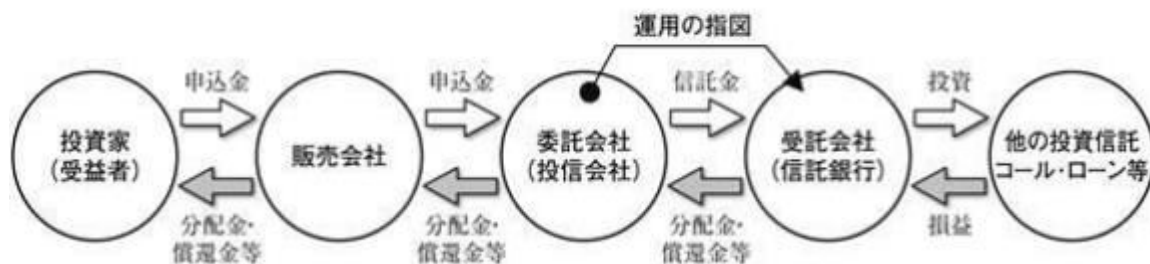 運用の指図
申込金
申込金
信託金
投資
投資家
(受益者)
販売会社
委託会社
(投信会社)
受託会社
(信託銀行)
他の投資信託
コール・ローン等
分配金・
償還金等
分配金・
償還金等
分配金・
償還金等
損益